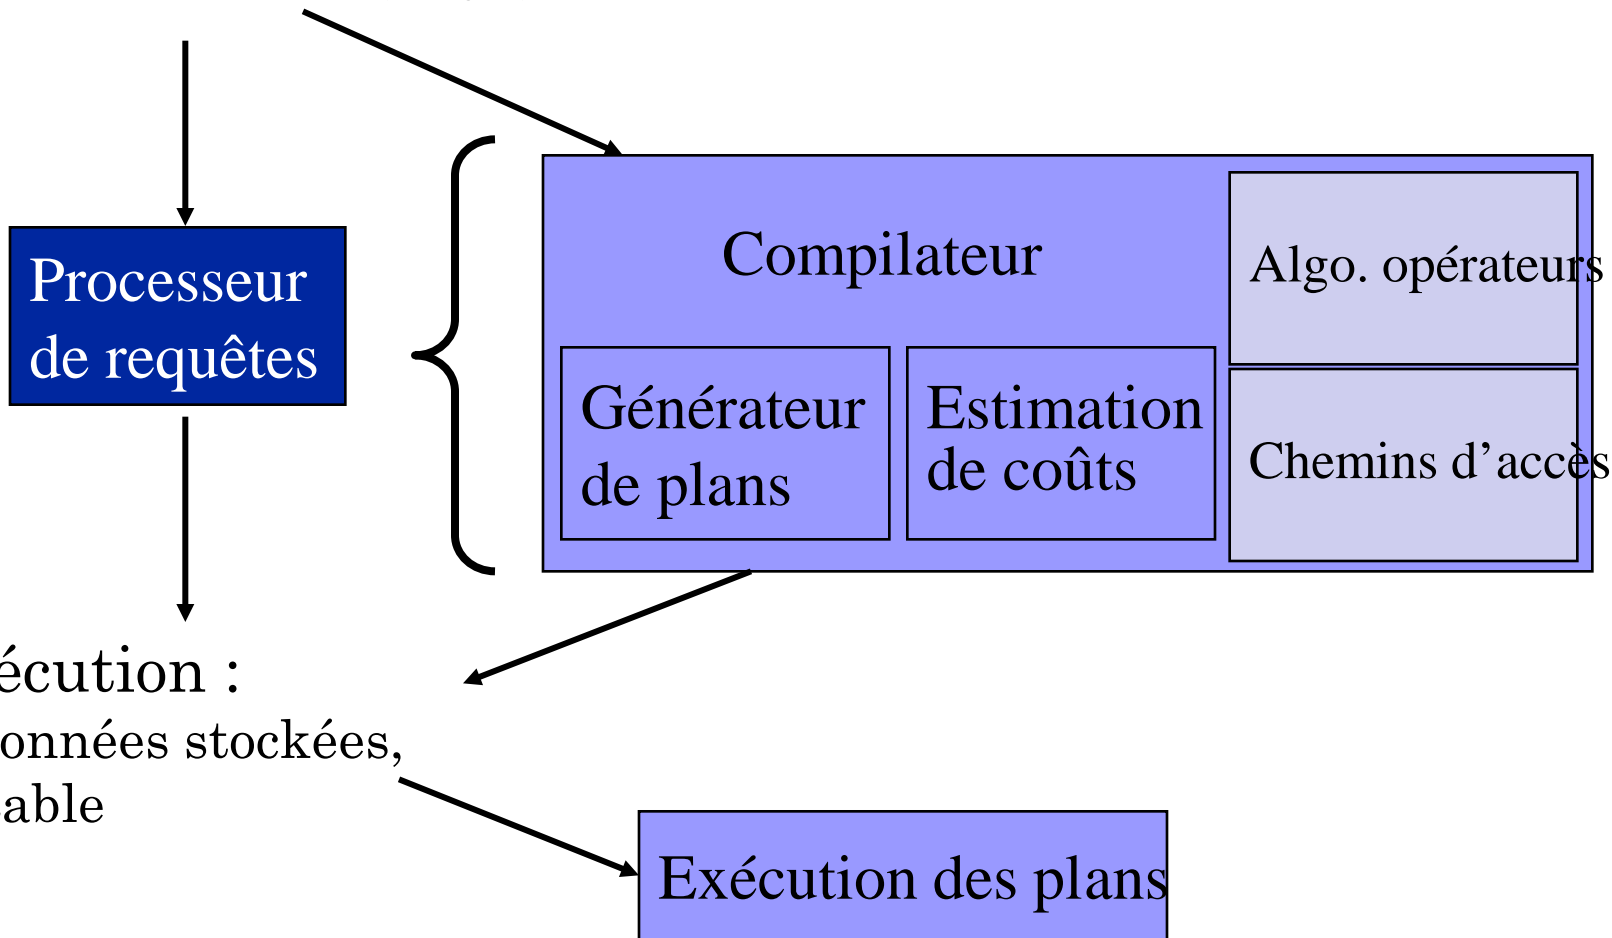 Compilateur
Algo. opérateurs
Processeur
de requêtes
Générateur
de plans
Estimation
de coûts
Chemins d’accès
écution :
onnées stockées,
able
Exécution des plans